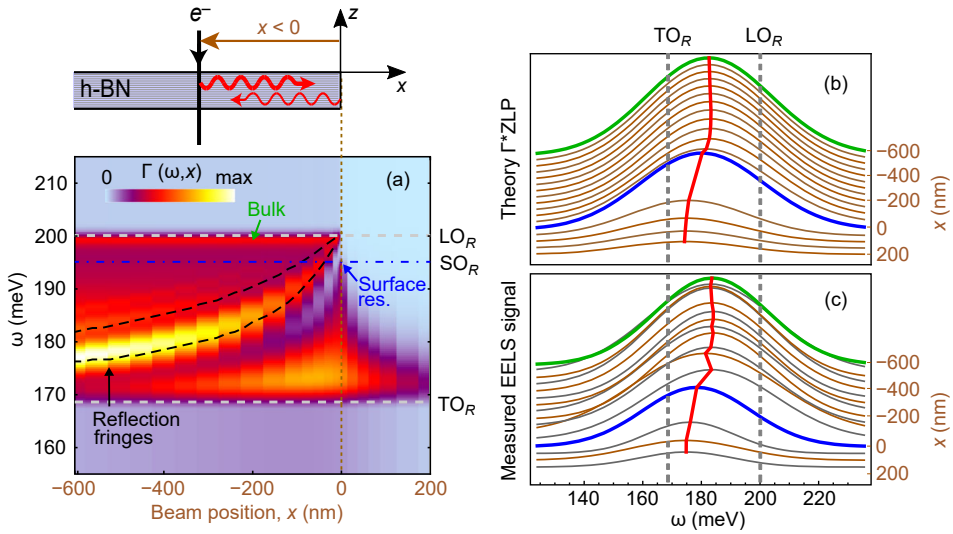 e⁻
z
x < 0
h-BN
x
(a)
0 Γ (ω,x) max
Bulk
Surface
res.
Reflection
fringes
LO_R
SO_R
TO_R
210
200
190
180
170
160
ω (meV)
−600 −400 −200 0 200
Beam position, x (nm)
TO_R LO_R
(b)
Theory Γ*ZLP
−600
−400
−200
0
200
x (nm)
(c)
Measured EELS signal
−600
−400
−200
0
200
x (nm)
140 160 180 200 220
ω (meV)